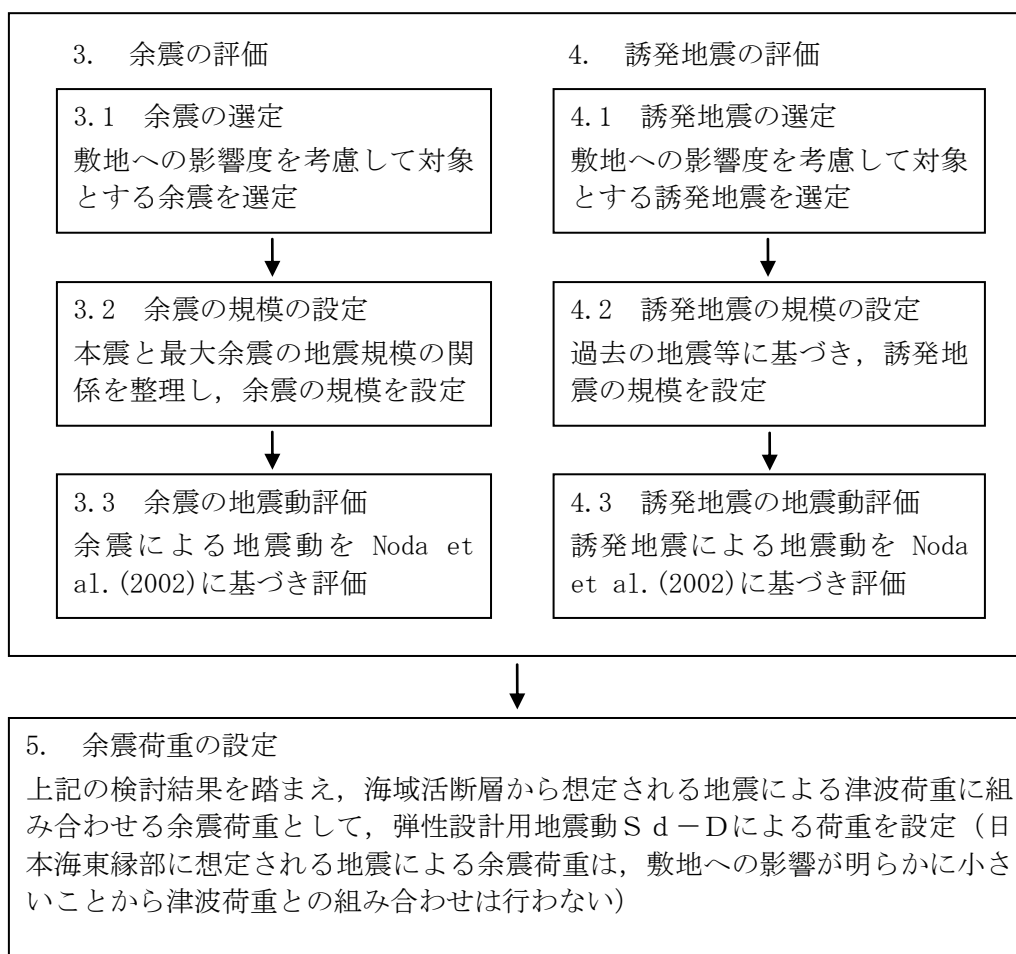 3. 余震の評価
3.1 余震の選定
敷地への影響度を考慮して対象
とする余震を選定
3.2 余震の規模の設定
本震と最大余震の地震規模の関
係を整理し，余震の規模を設定
3.3 余震の地震動評価
余震による地震動を Noda et
al.(2002)に基づき評価
4. 誘発地震の評価
4.1 誘発地震の選定
敷地への影響度を考慮して対象
とする誘発地震を選定
4.2 誘発地震の規模の設定
過去の地震等に基づき，誘発地
震の規模を設定
4.3 誘発地震の地震動評価
誘発地震による地震動を Noda
et al.(2002)に基づき評価
5. 余震荷重の設定
上記の検討結果を踏まえ，海域活断層から想定される地震による津波荷重に組
み合わせる余震荷重として，弾性設計用地震動Ｓｄ－Ｄによる荷重を設定（日
本海東縁部に想定される地震による余震荷重は，敷地への影響が明らかに小さ
いことから津波荷重との組み合わせは行わない）